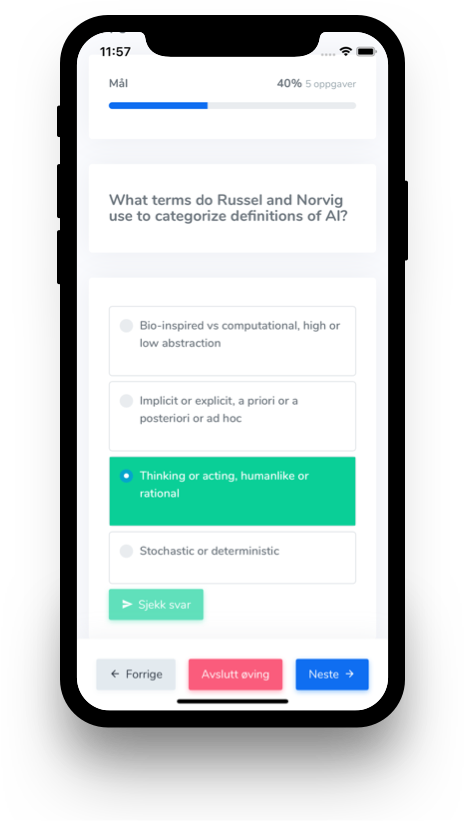 11:57
Mål 40% 5 oppgaver
What terms do Russel and Norvig
use to categorize definitions of AI?
Bio-inspired vs computational, high or
low abstraction
Implicit or explicit, a priori or a
posteriori or ad hoc
Thinking or acting, humanlike or
rational
Stochastic or deterministic
Sjekk svar
Forrige Avslutt øving Neste